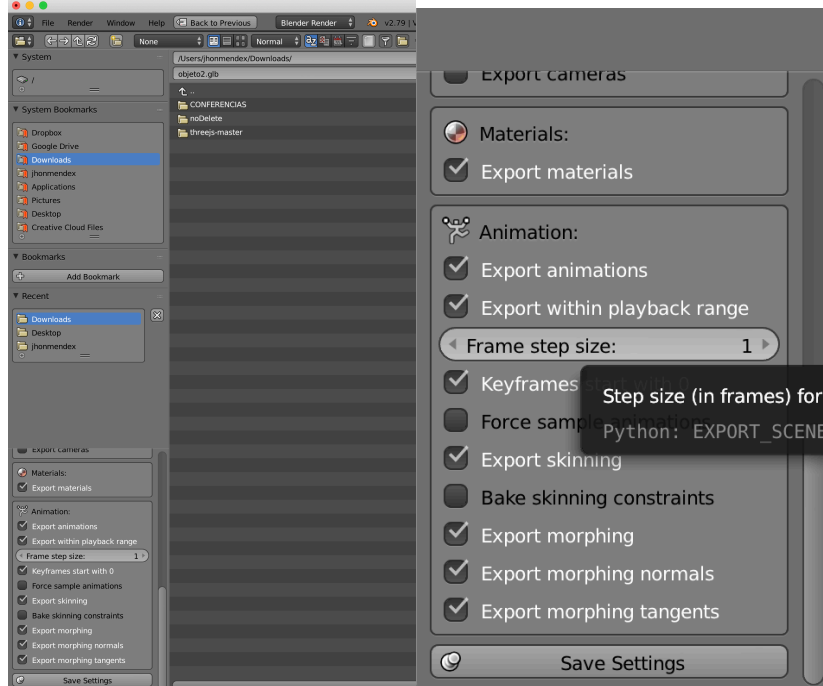 File Render Window Help Back to Previous Blender Render v2.79 |
None Normal
System
/
System Bookmarks
Dropbox
Google Drive
Downloads
jhonmendex
Applications
Pictures
Desktop
Creative Cloud Files
Bookmarks
Add Bookmark
Recent
Downloads
Desktop
jhonmendex
Export cameras
Materials:
Export materials
Animation:
Export animations
Export within playback range
Frame step size: 1
Keyframes start with 0
Force sample animations
Export skinning
Bake skinning constraints
Export morphing
Export morphing normals
Export morphing tangents
Save Settings
/Users/jhonmendex/Downloads/
objeto2.glb
..
CONFERENCIAS
noDelete
threejs-master
Export cameras
Materials:
Export materials
Animation:
Export animations
Export within playback range
Frame step size: 1
Keyframes start with 0
Step size (in frames) for
Force sample animations
Python: EXPORT_SCENE
Export skinning
Bake skinning constraints
Export morphing
Export morphing normals
Export morphing tangents
Save Settings